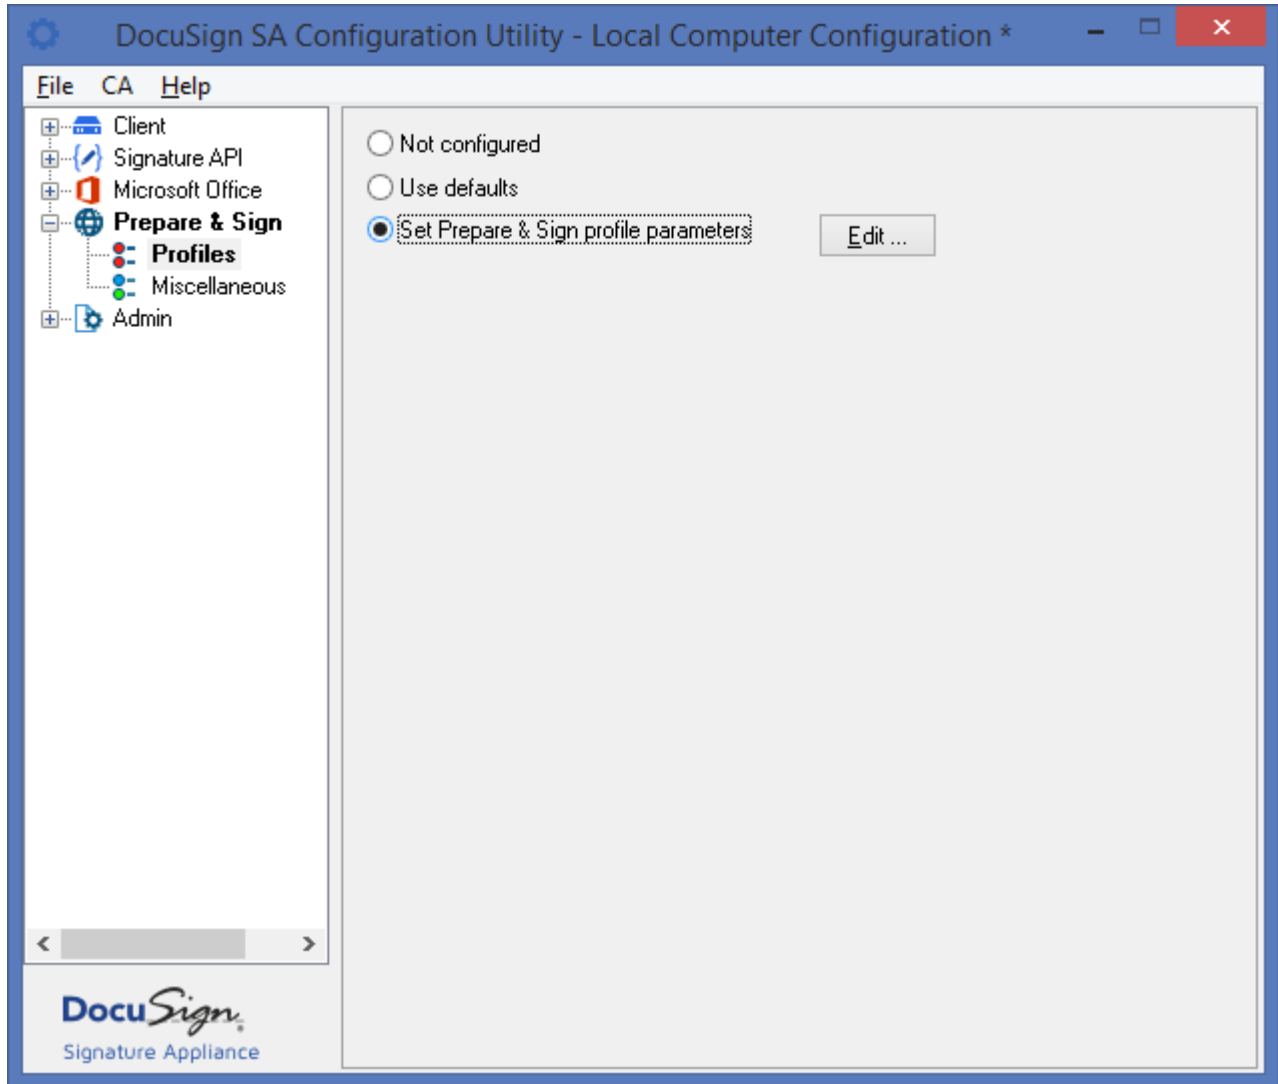 DocuSign SA Configuration Utility - Local Computer Configuration *
File CA Help
Client
Signature API
Microsoft Office
Prepare & Sign
Profiles
Miscellaneous
Admin
Not configured
Use defaults
Set Prepare & Sign profile parameters
Edit ...
DocuSign
Signature Appliance